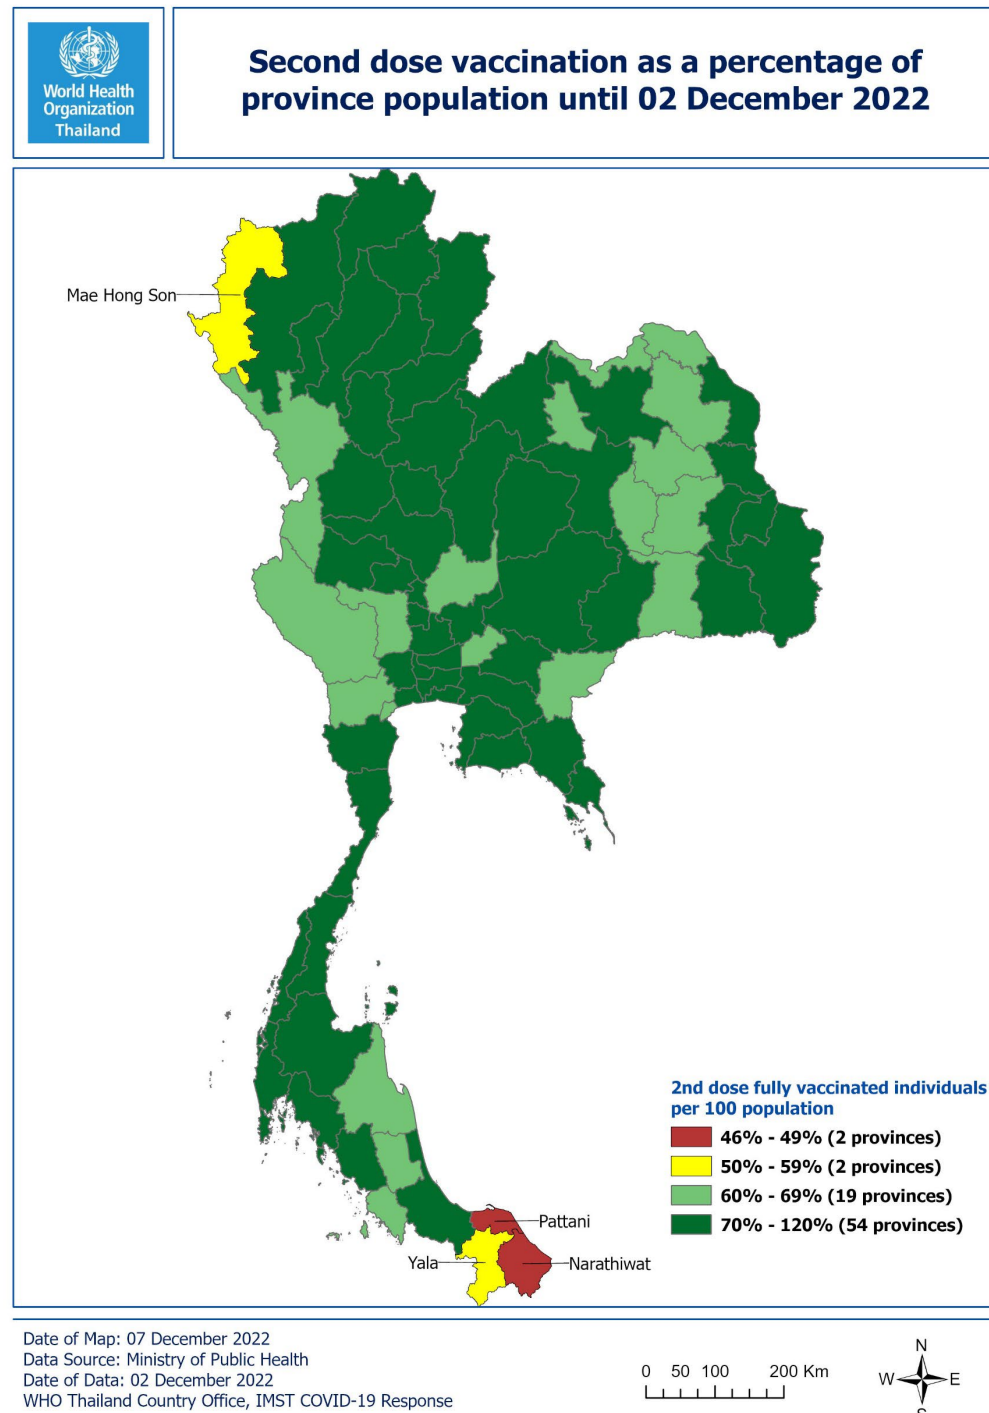 World Health
Organization
Thailand
Second dose vaccination as a percentage of
province population until 02 December 2022
Mae Hong Son
Pattani
Yala
Narathiwat
2nd dose fully vaccinated individuals
per 100 population
46% - 49% (2 provinces)
50% - 59% (2 provinces)
60% - 69% (19 provinces)
70% - 120% (54 provinces)
Date of Map: 07 December 2022
Data Source: Ministry of Public Health
Date of Data: 02 December 2022
WHO Thailand Country Office, IMST COVID-19 Response
0 50 100 200 Km
N
W E
S